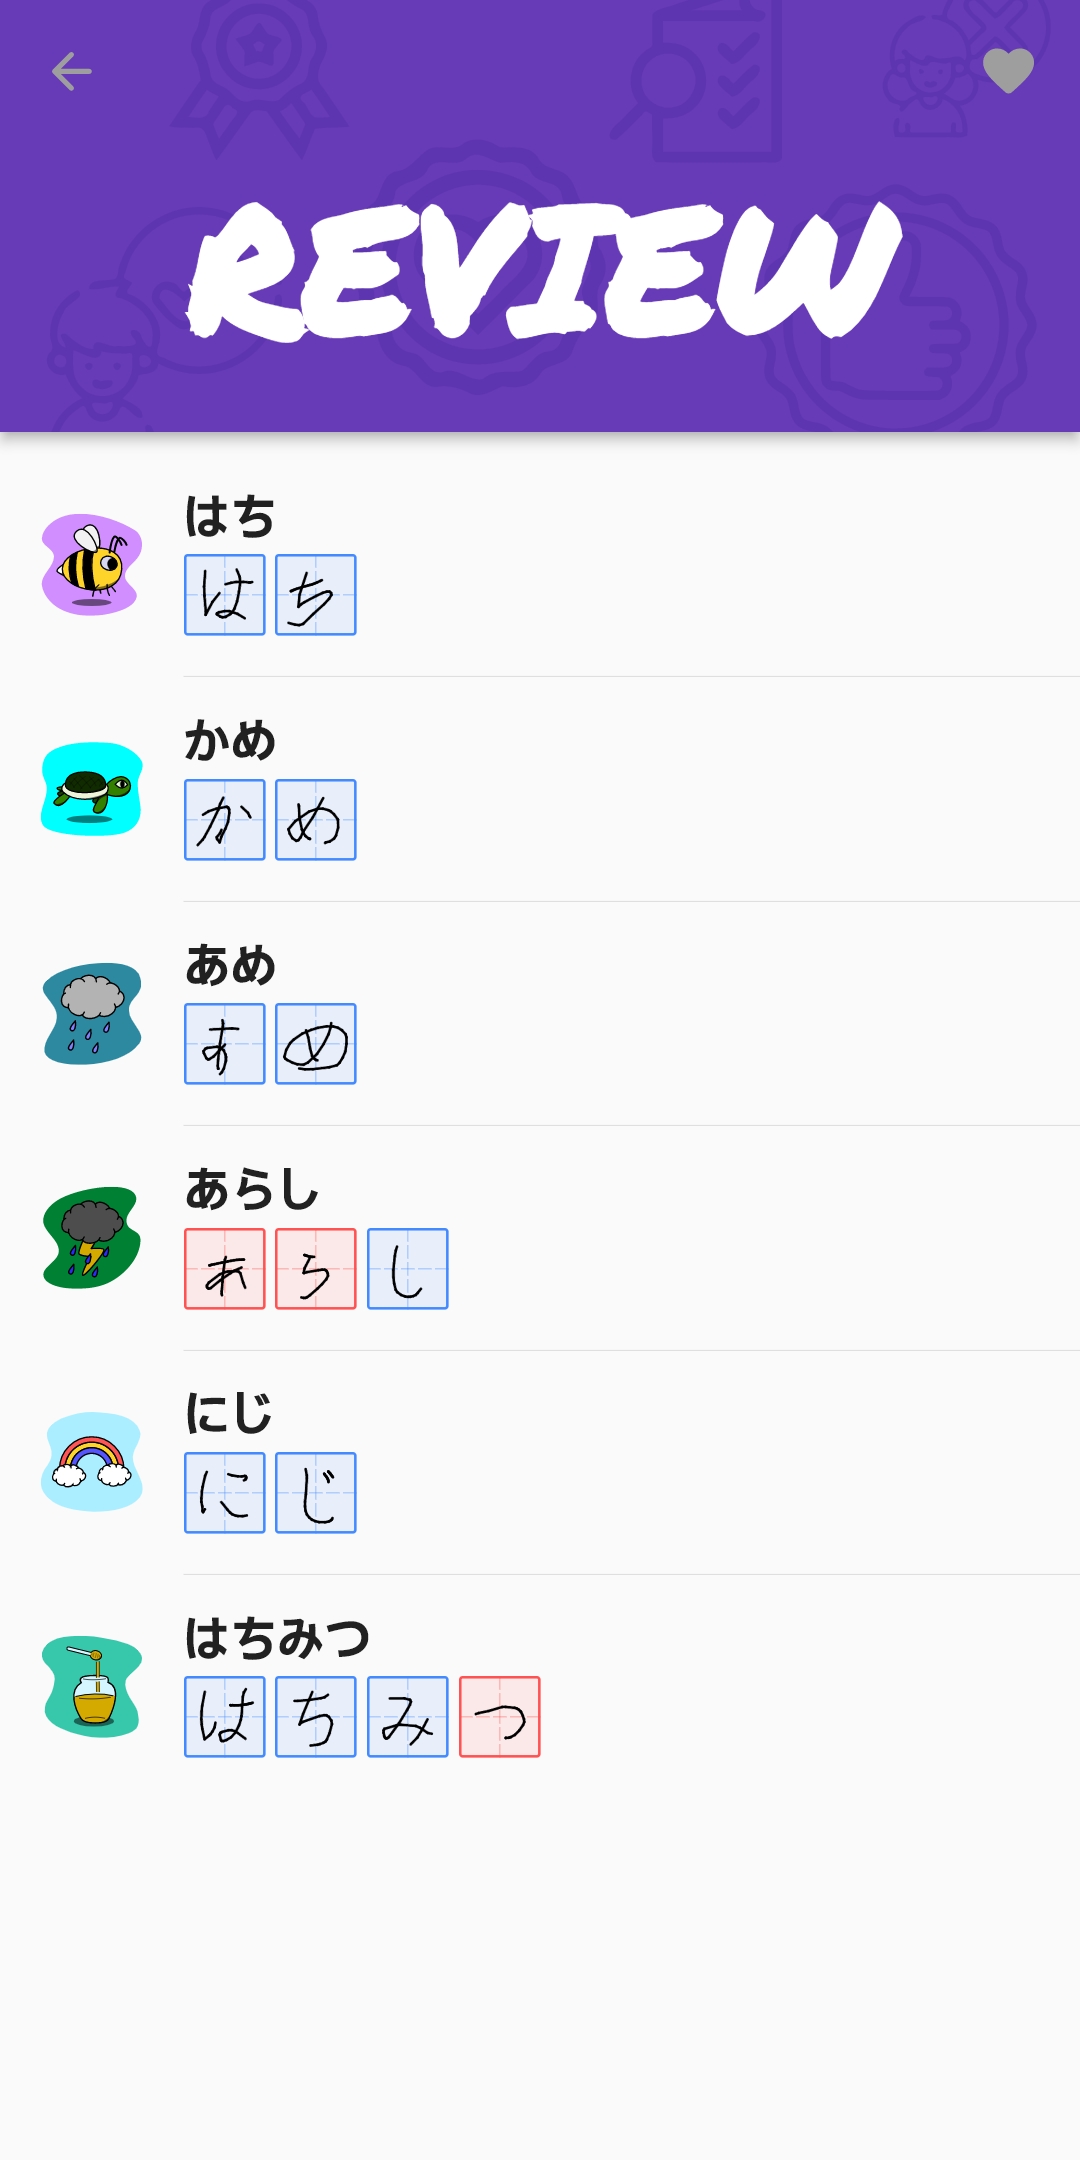 REVIEW
はち
は ち
かめ
か め
あめ
あ め
あらし
あ ら し
にじ
に じ
はちみつ
は ち み つ